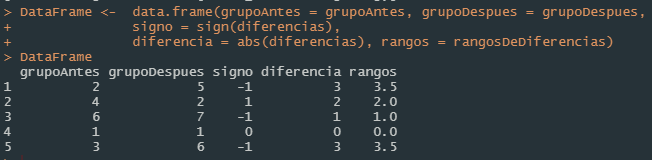 > DataFrame <- data.frame(grupoAntes = grupoAntes, grupoDespues = grupoDespues,
+ signo = sign(diferencias),
+ diferencia = abs(diferencias), rangos = rangosDeDiferencias)
> DataFrame
grupoAntes grupoDespues signo diferencia rangos
1 2 5 -1 3 3.5
2 4 2 1 2 2.0
3 6 7 -1 1 1.0
4 1 1 0 0 0.0
5 3 6 -1 3 3.5